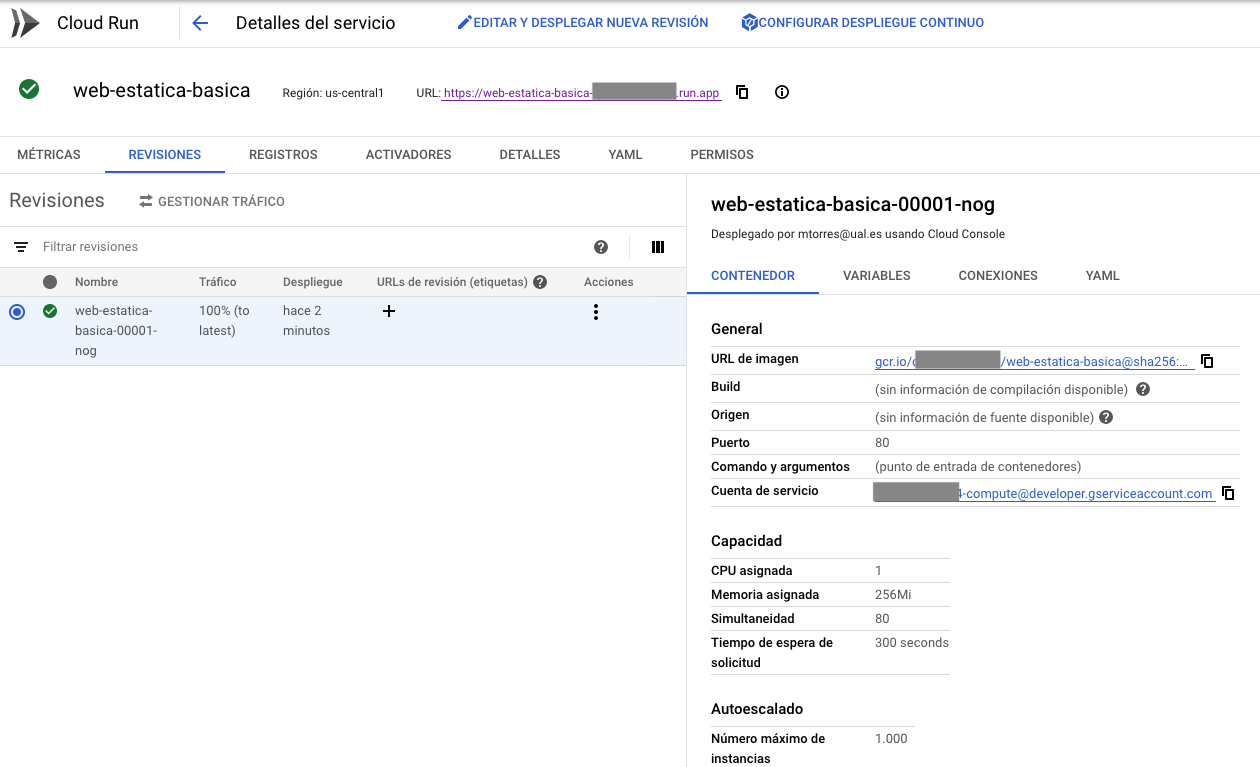 Cloud Run
Detalles del servicio
EDITAR Y DESPLEGAR NUEVA REVISIÓN
CONFIGURAR DESPLIEGUE CONTINUO
web-estatica-basica
Región: us-central1
URL: https://web-estatica-basica- .run.app
MÉTRICAS
REVISIONES
REGISTROS
ACTIVADORES
DETALLES
YAML
PERMISOS
Revisiones
GESTIONAR TRÁFICO
Filtrar revisiones
Nombre
Tráfico
Despliegue
URLs de revisión (etiquetas)
Acciones
web-estatica-
basica-00001-
nog
100% (to
latest)
hace 2
minutos
web-estatica-basica-00001-nog
Desplegado por mtorres@ual.es usando Cloud Console
CONTENEDOR
VARIABLES
CONEXIONES
YAML
General
URL de imagen
gcr.io/ /web-estatica-basica@sha256:...
Build
(sin información de compilación disponible)
Origen
(sin información de fuente disponible)
Puerto
80
Comando y argumentos
(punto de entrada de contenedores)
Cuenta de servicio
-compute@developer.gserviceaccount.com
Capacidad
CPU asignada
1
Memoria asignada
256Mi
Simultaneidad
80
Tiempo de espera de
solicitud
300 seconds
Autoescalado
Número máximo de
instancias
1.000